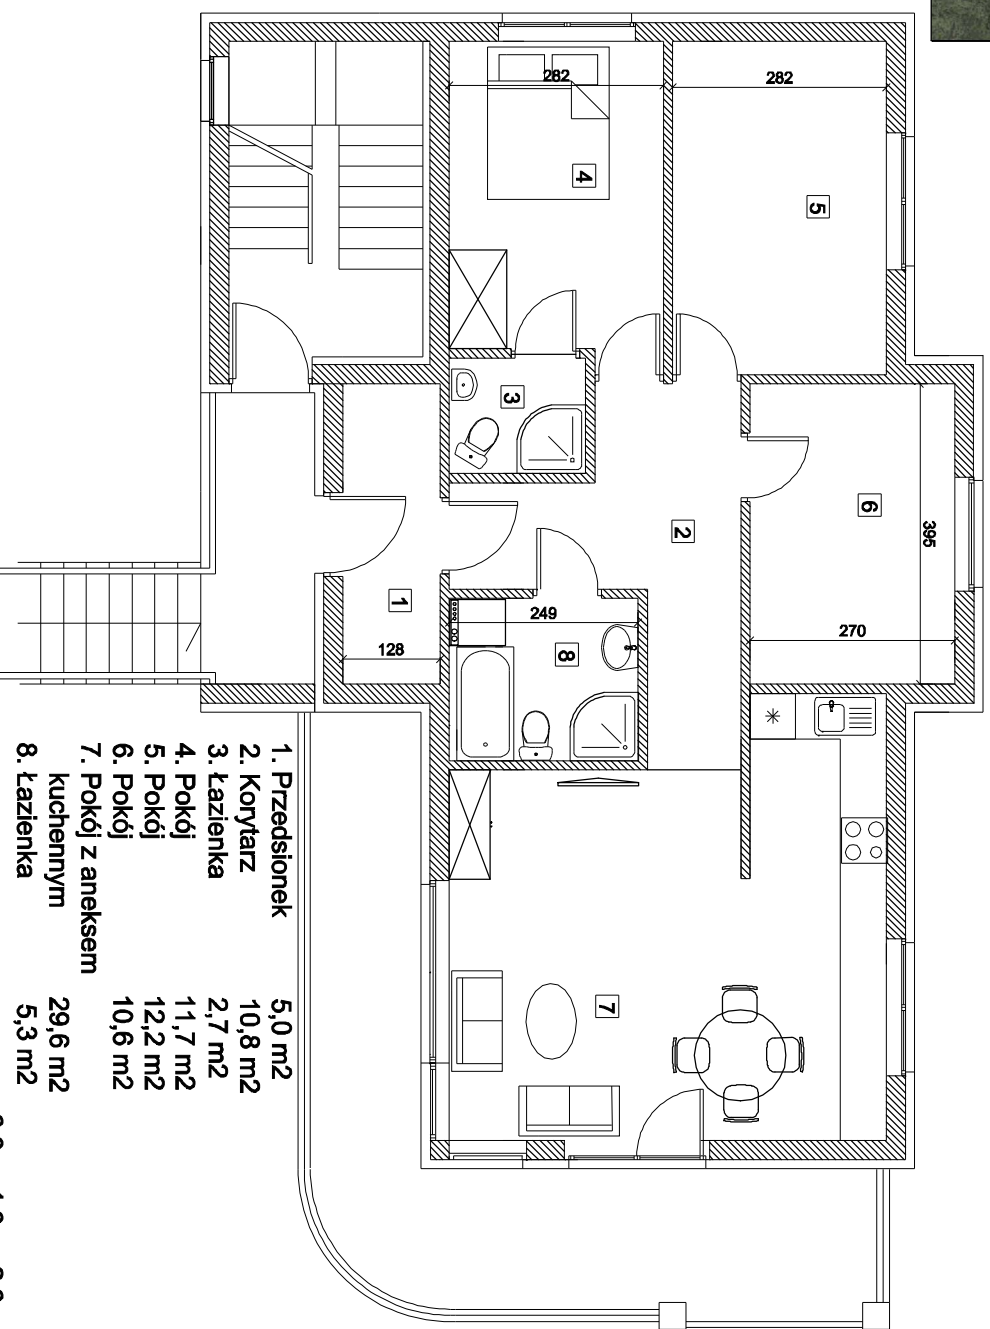 282
282
4
5
3
6
395
2
1
249
270
8
128
7
1. Przedsionek 5,0 m2
2. Korytarz 10,8 m2
3. Łazienka 2,7 m2
4. Pokój 11,7 m2
5. Pokój 12,2 m2
6. Pokój 10,6 m2
7. Pokój z aneksem
kuchennym 29,6 m2
8. Łazienka 5,3 m2